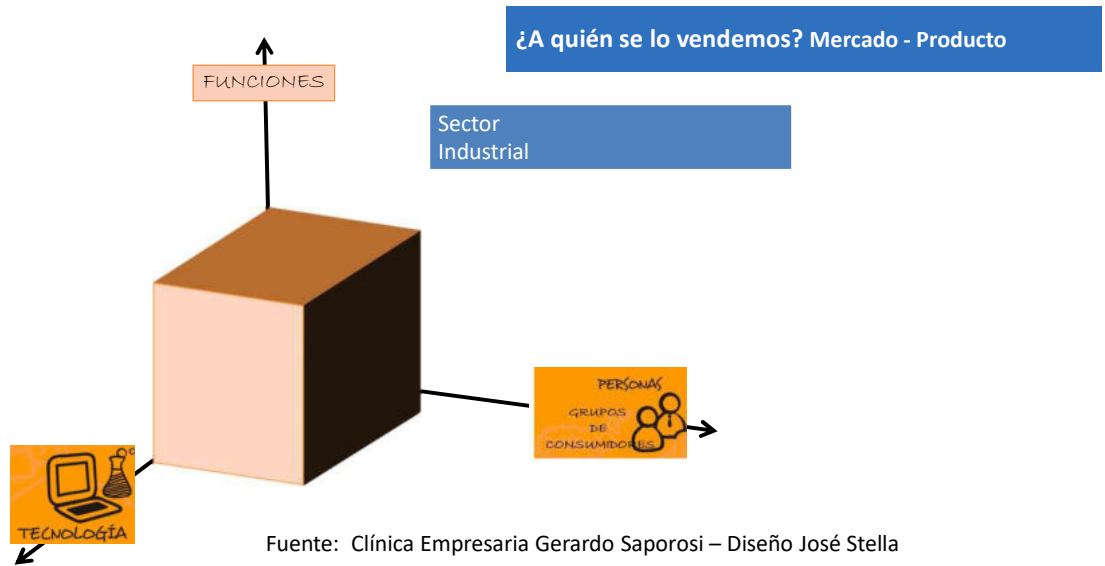 ¿A quién se lo vendemos? Mercado - Producto
FUNCIONES
Sector
Industrial
PERSONAS
GRUPOS
DE
CONSUMIDORES
TECNOLOGÍA
Fuente: Clínica Empresaria Gerardo Saporosi – Diseño José Stella